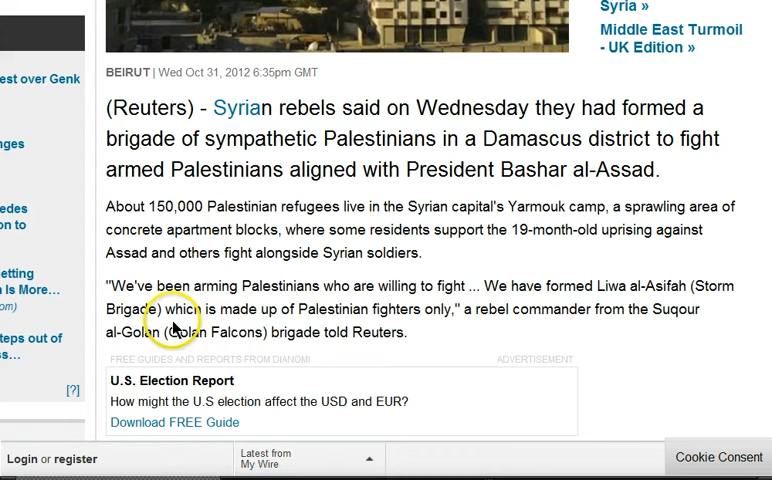 Syria »
Middle East Turmoil
- UK Edition »
est over Genk
nges
edes
on to
etting
n Is More...
om)
teps out of
s...
[?]
BEIRUT | Wed Oct 31, 2012 6:35pm GMT
(Reuters) - Syrian rebels said on Wednesday they had formed a
brigade of sympathetic Palestinians in a Damascus district to fight
armed Palestinians aligned with President Bashar al-Assad.
About 150,000 Palestinian refugees live in the Syrian capital's Yarmouk camp, a sprawling area of
concrete apartment blocks, where some residents support the 19-month-old uprising against
Assad and others fight alongside Syrian soldiers.
"We've been arming Palestinians who are willing to fight ... We have formed Liwa al-Asifah (Storm
Brigade) which is made up of Palestinian fighters only," a rebel commander from the Suqour
al-Golan (Golan Falcons) brigade told Reuters.
FREE GUIDES AND REPORTS FROM DIANOMI ADVERTISEMENT
U.S. Election Report
How might the U.S election affect the USD and EUR?
Download FREE Guide
Login or register
Latest from
My Wire
Cookie Consent